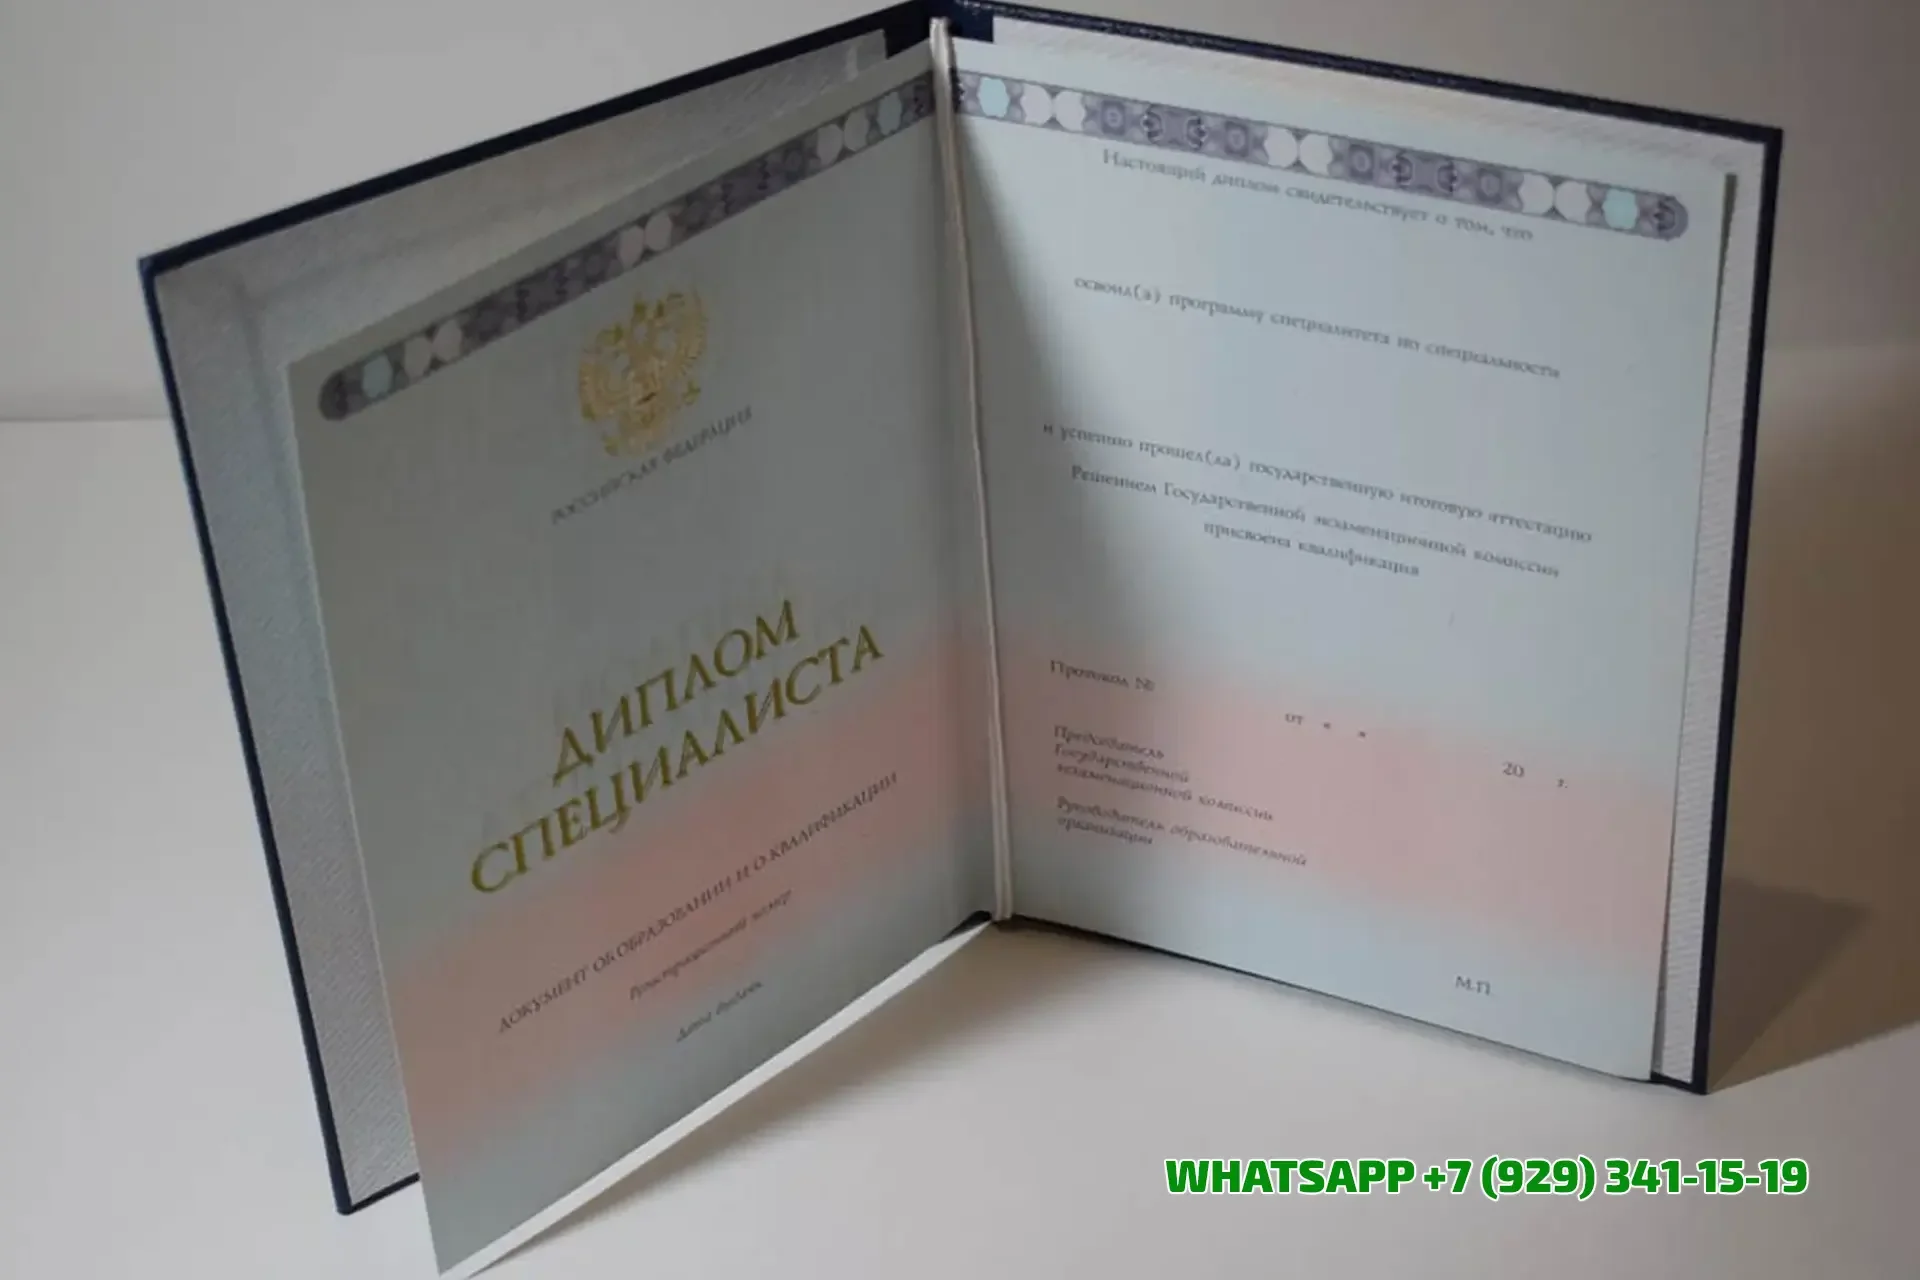 РОССИЙСКАЯ ФЕДЕРАЦИЯ
ДИПЛОМ
СПЕЦИАЛИСТА
ДОКУМЕНТ ОБ ОБРАЗОВАНИИ И О КВАЛИФИКАЦИИ
Регистрационный номер
Дата выдачи
Настоящий диплом свидетельствует о том, что
освоил(а) программу специалитета по специальности
и успешно прошел(ла) государственную итоговую аттестацию
Решением Государственной экзаменационной комиссии
присвоена квалификация
Протокол №
от « »
20 г.
Председатель
Государственной
экзаменационной комиссии
Руководитель образовательной
организации
М.П.
WHATSAPP +7 (929) 341-15-19